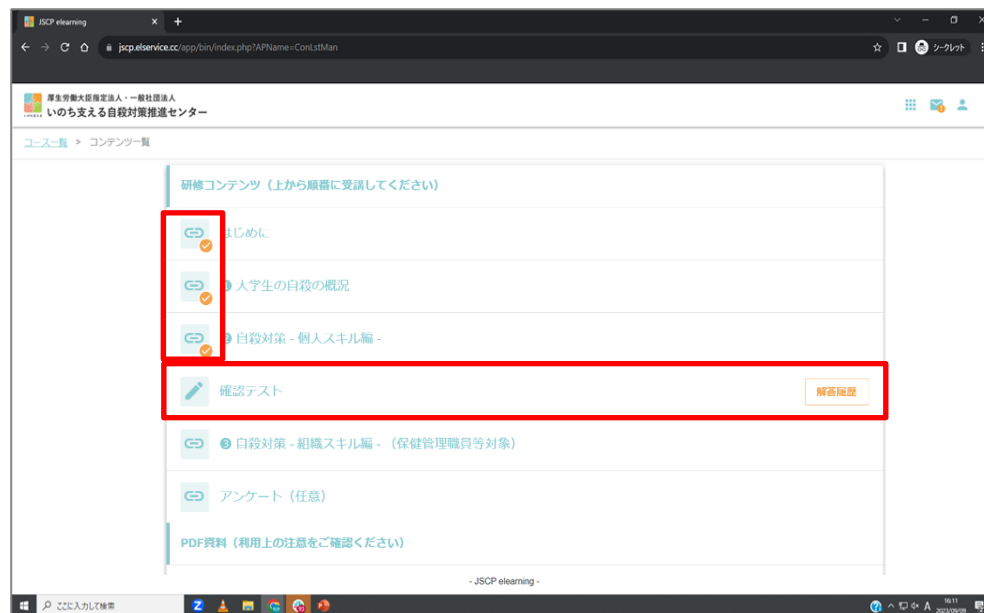 JSCP elearning
jscp.elservice.cc/app/bin/index.php?APName=ConLstMan
シークレット
厚生労働大臣指定法人・一般社団法人
いのち支える自殺対策推進センター
コース一覧 > コンテンツ一覧
研修コンテンツ（上から順番に受講してください）
はじめに
❶ 大学生の自殺の概況
❷ 自殺対策 - 個人スキル編 -
確認テスト
解答履歴
❸ 自殺対策 - 組織スキル編 - （保健管理職員等対象）
アンケート（任意）
PDF資料（利用上の注意をご確認ください）
- JSCP elearning -
ここに入力して検索
A
16:11
2023/09/09